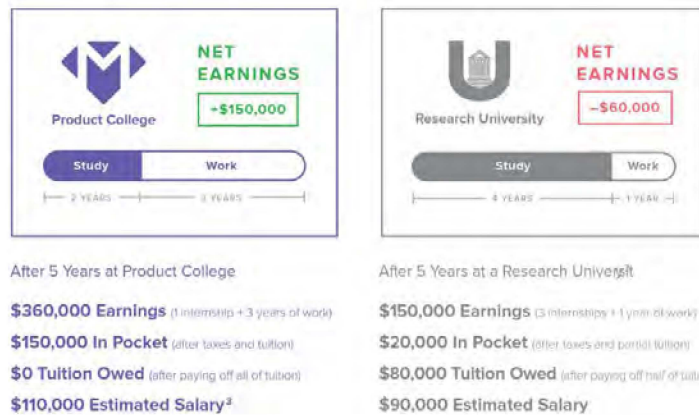 NET
EARNINGS
+$150,000
Product College
Study Work
2 YEARS 3 YEARS
NET
EARNINGS
–$60,000
Research University
Study Work
4 YEARS 1 YEAR
After 5 Years at Product College
$360,000 Earnings (1 internship + 3 years of work)
$150,000 In Pocket (after taxes and tuition)
$0 Tuition Owed (after paying off all of tuition)
$110,000 Estimated Salary²
After 5 Years at a Research
$150,000 Earnings (3 internships + 1 year of work)
$20,000 In Pocket (after taxes and partial tuition)
$80,000 Tuition Owed (after paying off half of
$90,000 Estimated Salary